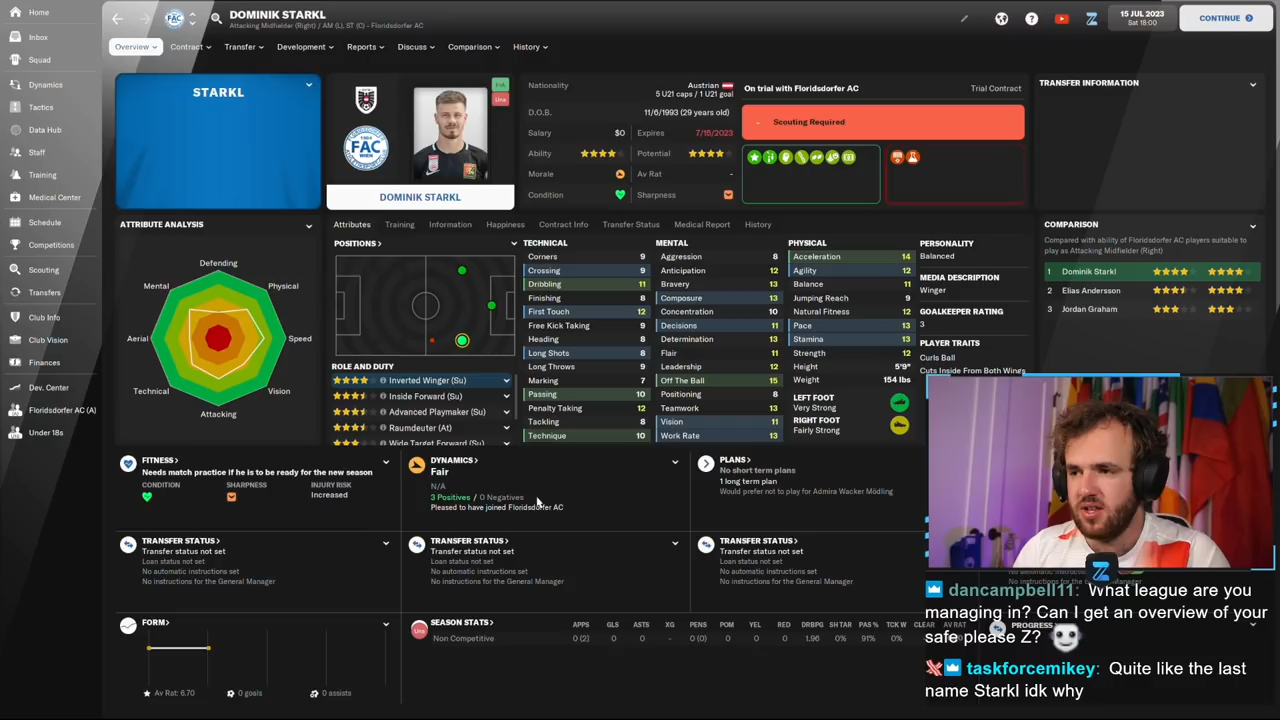 Home
Inbox
Squad
Dynamics
Tactics
Data Hub
Staff
Training
Medical Center
Schedule
Competitions
Scouting
Transfers
Club Info
Club Vision
Finances
Dev. Center
Floridsdorfer AC (A)
Under 18s
FAC
DOMINIK STARKL
Attacking Midfielder (Right) / AM (L), ST (C) - Floridsdorfer AC
15 JUL 2023
Sat 18:00
CONTINUE
Overview
Contract
Transfer
Development
Reports
Discuss
Comparison
History
STARKL
FAC
WIEN
DOMINIK STARKL
Nationality Austrian
5 U21 caps / 1 U21 goal
D.O.B. 11/6/1993 (29 years old)
Salary $0 Expires 7/15/2023
Ability Potential
Morale Av Rat -
Condition Sharpness
On trial with Floridsdorfer AC Trial Contract
- Scouting Required
TRANSFER INFORMATION
ATTRIBUTE ANALYSIS
Defending
Mental Physical
Aerial Speed
Technical Vision
Attacking
Attributes Training Information Happiness Contract Info Transfer Status Medical Report History
POSITIONS
ROLE AND DUTY
Inverted Winger (Su)
Inside Forward (Su)
Advanced Playmaker (Su)
Raumdeuter (At)
Wide Target Forward (Su)
TECHNICAL
Corners 9
Crossing 9
Dribbling 11
Finishing 8
First Touch 12
Free Kick Taking 9
Heading 8
Long Shots 8
Long Throws 9
Marking 7
Passing 10
Penalty Taking 12
Tackling 8
Technique 10
MENTAL
Aggression 8
Anticipation 12
Bravery 13
Composure 13
Concentration 10
Decisions 11
Determination 13
Flair 11
Leadership 12
Off The Ball 15
Positioning 8
Teamwork 13
Vision 11
Work Rate 13
PHYSICAL
Acceleration 14
Agility 12
Balance 11
Jumping Reach 9
Natural Fitness 12
Pace 13
Stamina 13
Strength 12
Height 5'9"
Weight 154 lbs
LEFT FOOT
Very Strong
RIGHT FOOT
Fairly Strong
PERSONALITY
Balanced
MEDIA DESCRIPTION
Winger
GOALKEEPER RATING
3
PLAYER TRAITS
Curls Ball
Cuts Inside From Both Wings
COMPARISON
Compared with ability of Floridsdorfer AC players suitable to
play as Attacking Midfielder (Right)
1 Dominik Starkl
2 Elias Andersson
3 Jordan Graham
FITNESS
Needs match practice if he is to be ready for the new season
CONDITION SHARPNESS INJURY RISK
Increased
DYNAMICS
Fair
N/A
3 Positives / 0 Negatives
Pleased to have joined Floridsdorfer AC
PLANS
No short term plans
1 long term plan
Would prefer not to play for Admira Wacker Mödling
TRANSFER STATUS
Transfer status not set
Loan status not set
No automatic instructions set
No instructions for the General Manager
TRANSFER STATUS
Transfer status not set
Loan status not set
No automatic instructions set
No instructions for the General Manager
TRANSFER STATUS
Transfer status not set
Loan status not set
No automatic instructions set
No instructions for the General Manager
FORM
Av Rat: 6.70 0 goals 0 assists
Una
SEASON STATS APPS GLS ASTS XG PENS POM YEL RED DRBPG SH TAR PAS % TCK W CLEAR AV RAT
Non Competitive 0 (2) 0 0 - 0 (0) 0 0 0 1.96 0% 91% 0%
PROGRESS
dancampbell11: What league are you
managing in? Can I get an overview of your
safe please Z?
taskforcemikey: Quite like the last
name Starkl idk why